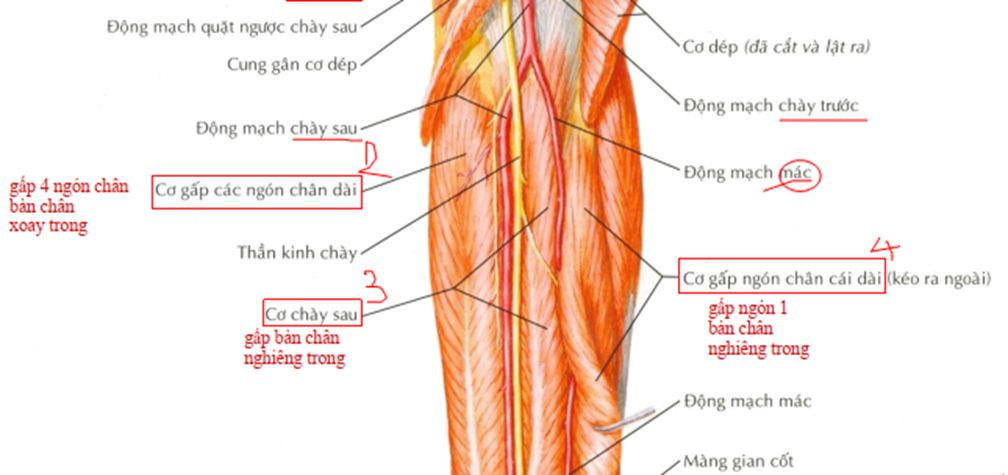 Động mạch quặt ngược chày sau
Cung gân cơ dép
Động mạch chày sau
2
Cơ gấp các ngón chân dài
gấp 4 ngón chân
bàn chân
xoay trong
Thần kinh chày
3
Cơ chày sau
gấp bàn chân
nghiêng trong
Cơ dép (đã cắt và lật ra)
Động mạch chày trước
Động mạch mác
4
Cơ gấp ngón chân cái dài (kéo ra ngoài)
gấp ngón 1
bàn chân
nghiêng trong
Động mạch mác
Màng gian cốt